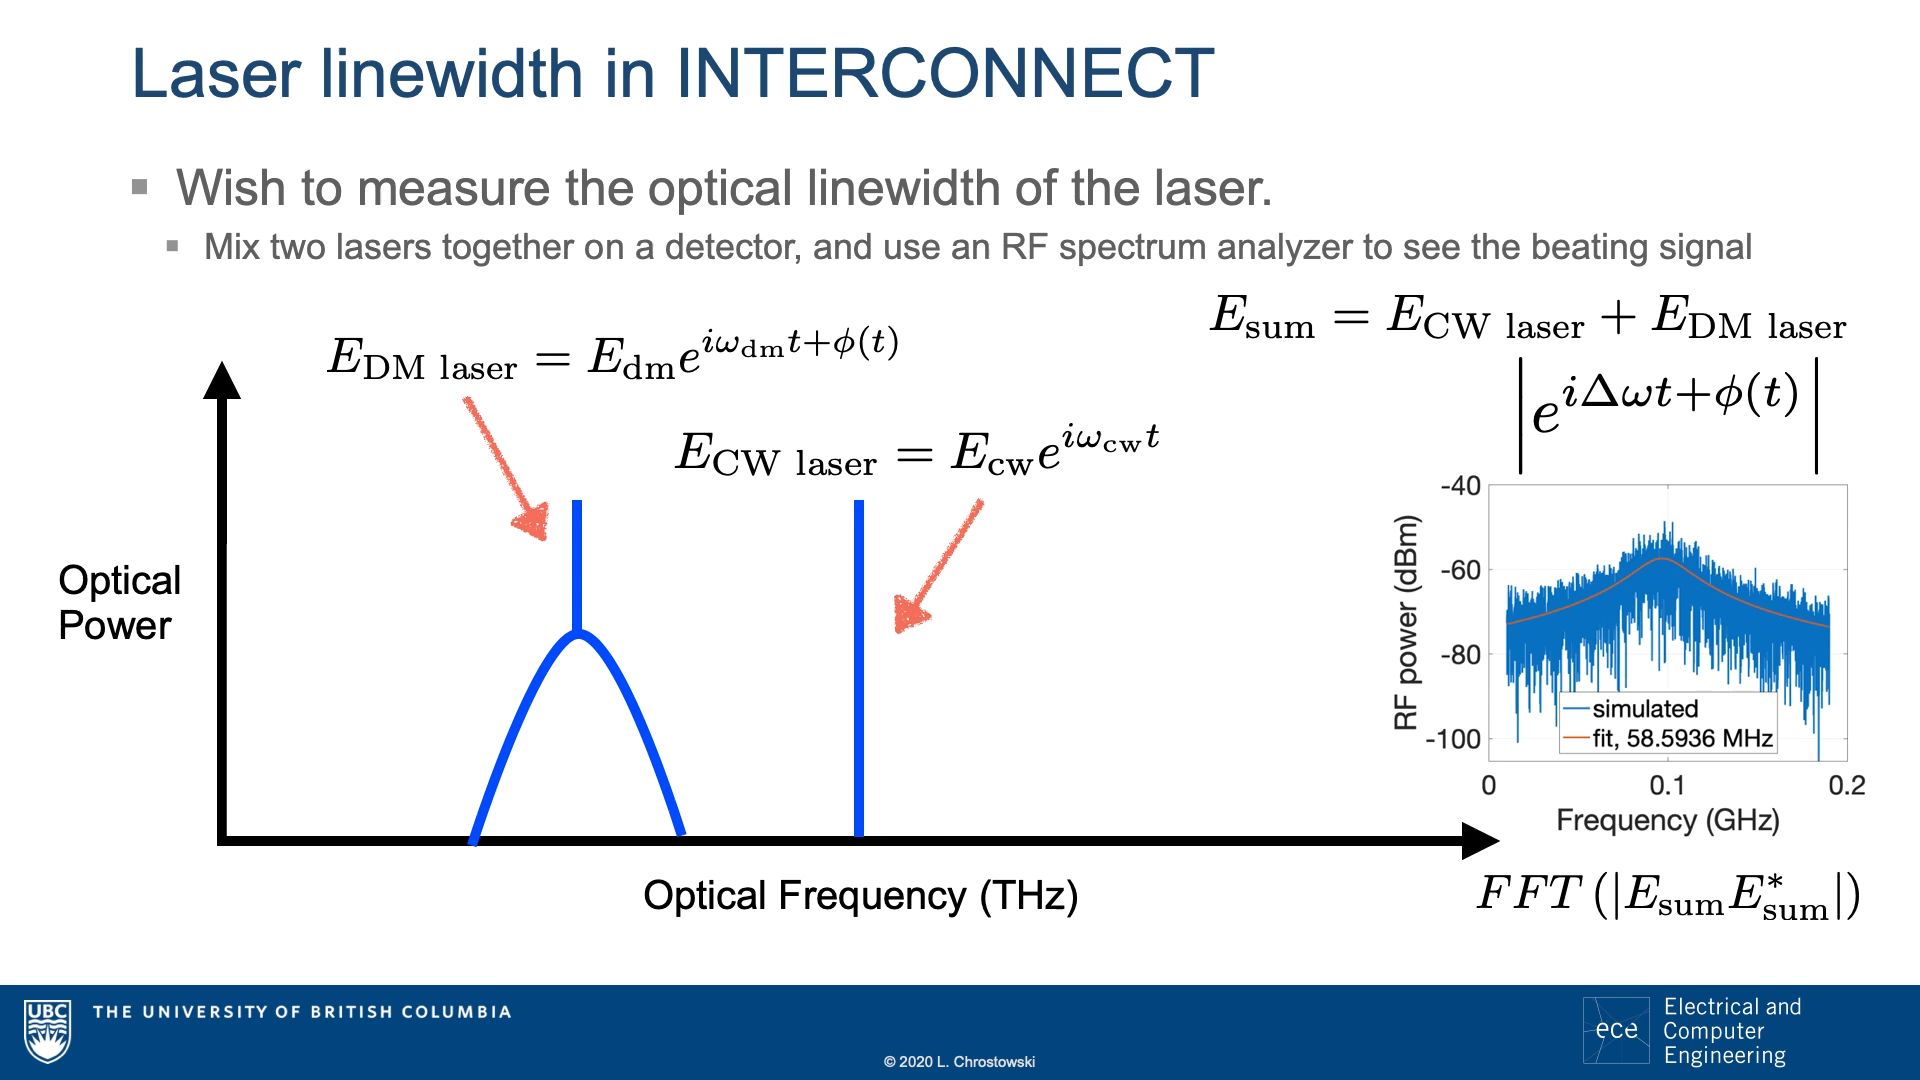 Laser linewidth in INTERCONNECT
▪ Wish to measure the optical linewidth of the laser.
▪ Mix two lasers together on a detector, and use an RF spectrum analyzer to see the beating signal
E_sum = E_CW laser + E_DM laser
E_DM laser = E_dm e^{iω_dm t+ϕ(t)}
|e^{iΔωt+ϕ(t)}|
E_CW laser = E_cw e^{iω_cw t}
Optical
Power
Optical Frequency (THz)
RF power (dBm)
-40
-60
-80
-100
simulated
fit, 58.5936 MHz
0 0.1 0.2
Frequency (GHz)
FFT (|E_sum E*_sum|)
UBC
THE UNIVERSITY OF BRITISH COLUMBIA
© 2020 L. Chrostowski
ece
Electrical and
Computer
Engineering